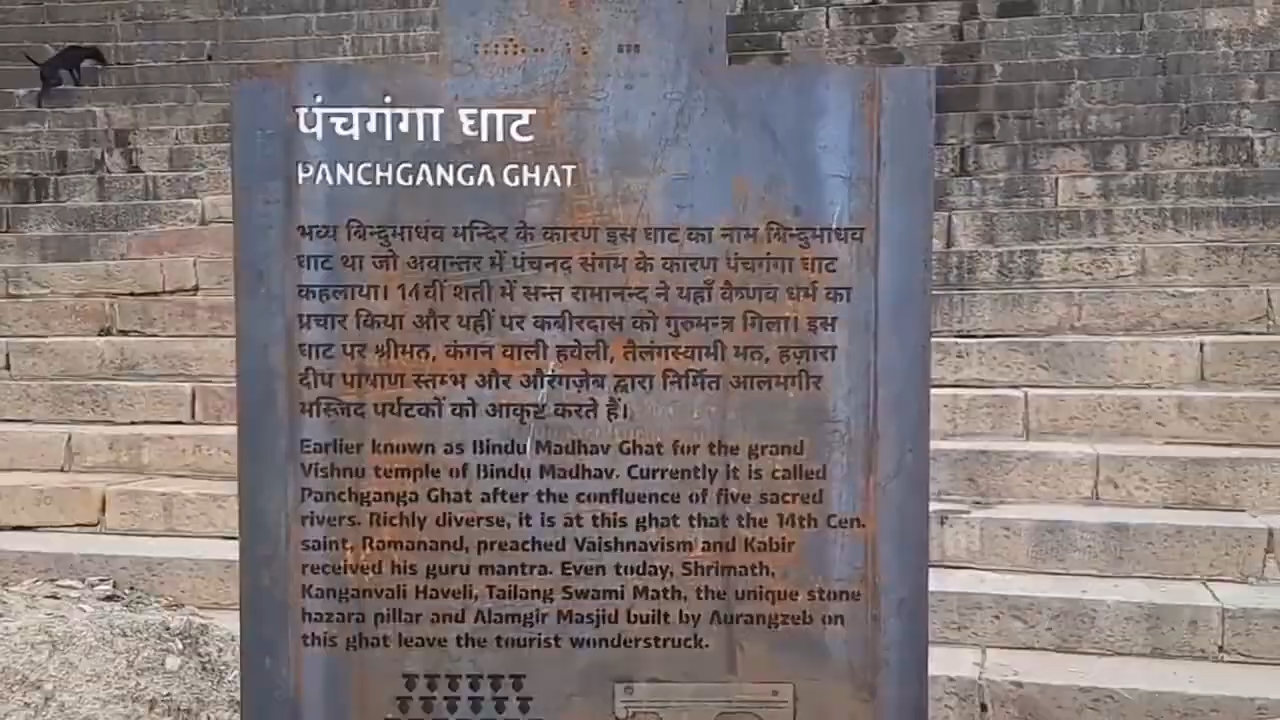 पंचगंगा घाट
PANCHGANGA GHAT
भव्य बिन्दुमाधव मन्दिर के कारण इस घाट का नाम बिन्दुमाधव
घाट था जो अवान्तर में पंचनद संगम के कारण पंचगंगा घाट
कहलाया। 14वीं शती में सन्त रामानन्द ने यहाँ वैष्णव धर्म का
प्रचार किया और यहीं पर कबीरदास को गुरुमन्त्र मिला। इस
घाट पर श्रीमठ, कंगन वाली हवेली, तैलंगस्वामी मठ, हज़ारा
दीप पाषाण स्तम्भ और औरंगज़ेब द्वारा निर्मित आलमगीर
मस्जिद पर्यटकों को आकृष्ट करते हैं।
Earlier known as Bindu Madhav Ghat for the grand
Vishnu temple of Bindu Madhav. Currently it is called
Panchganga Ghat after the confluence of five sacred
rivers. Richly diverse, it is at this ghat that the 14th Cen.
saint, Ramanand, preached Vaishnavism and Kabir
received his guru mantra. Even today, Shrimath,
Kanganvali Haveli, Tailang Swami Math, the unique stone
hazara pillar and Alamgir Masjid built by Aurangzeb on
this ghat leave the tourist wonderstruck.